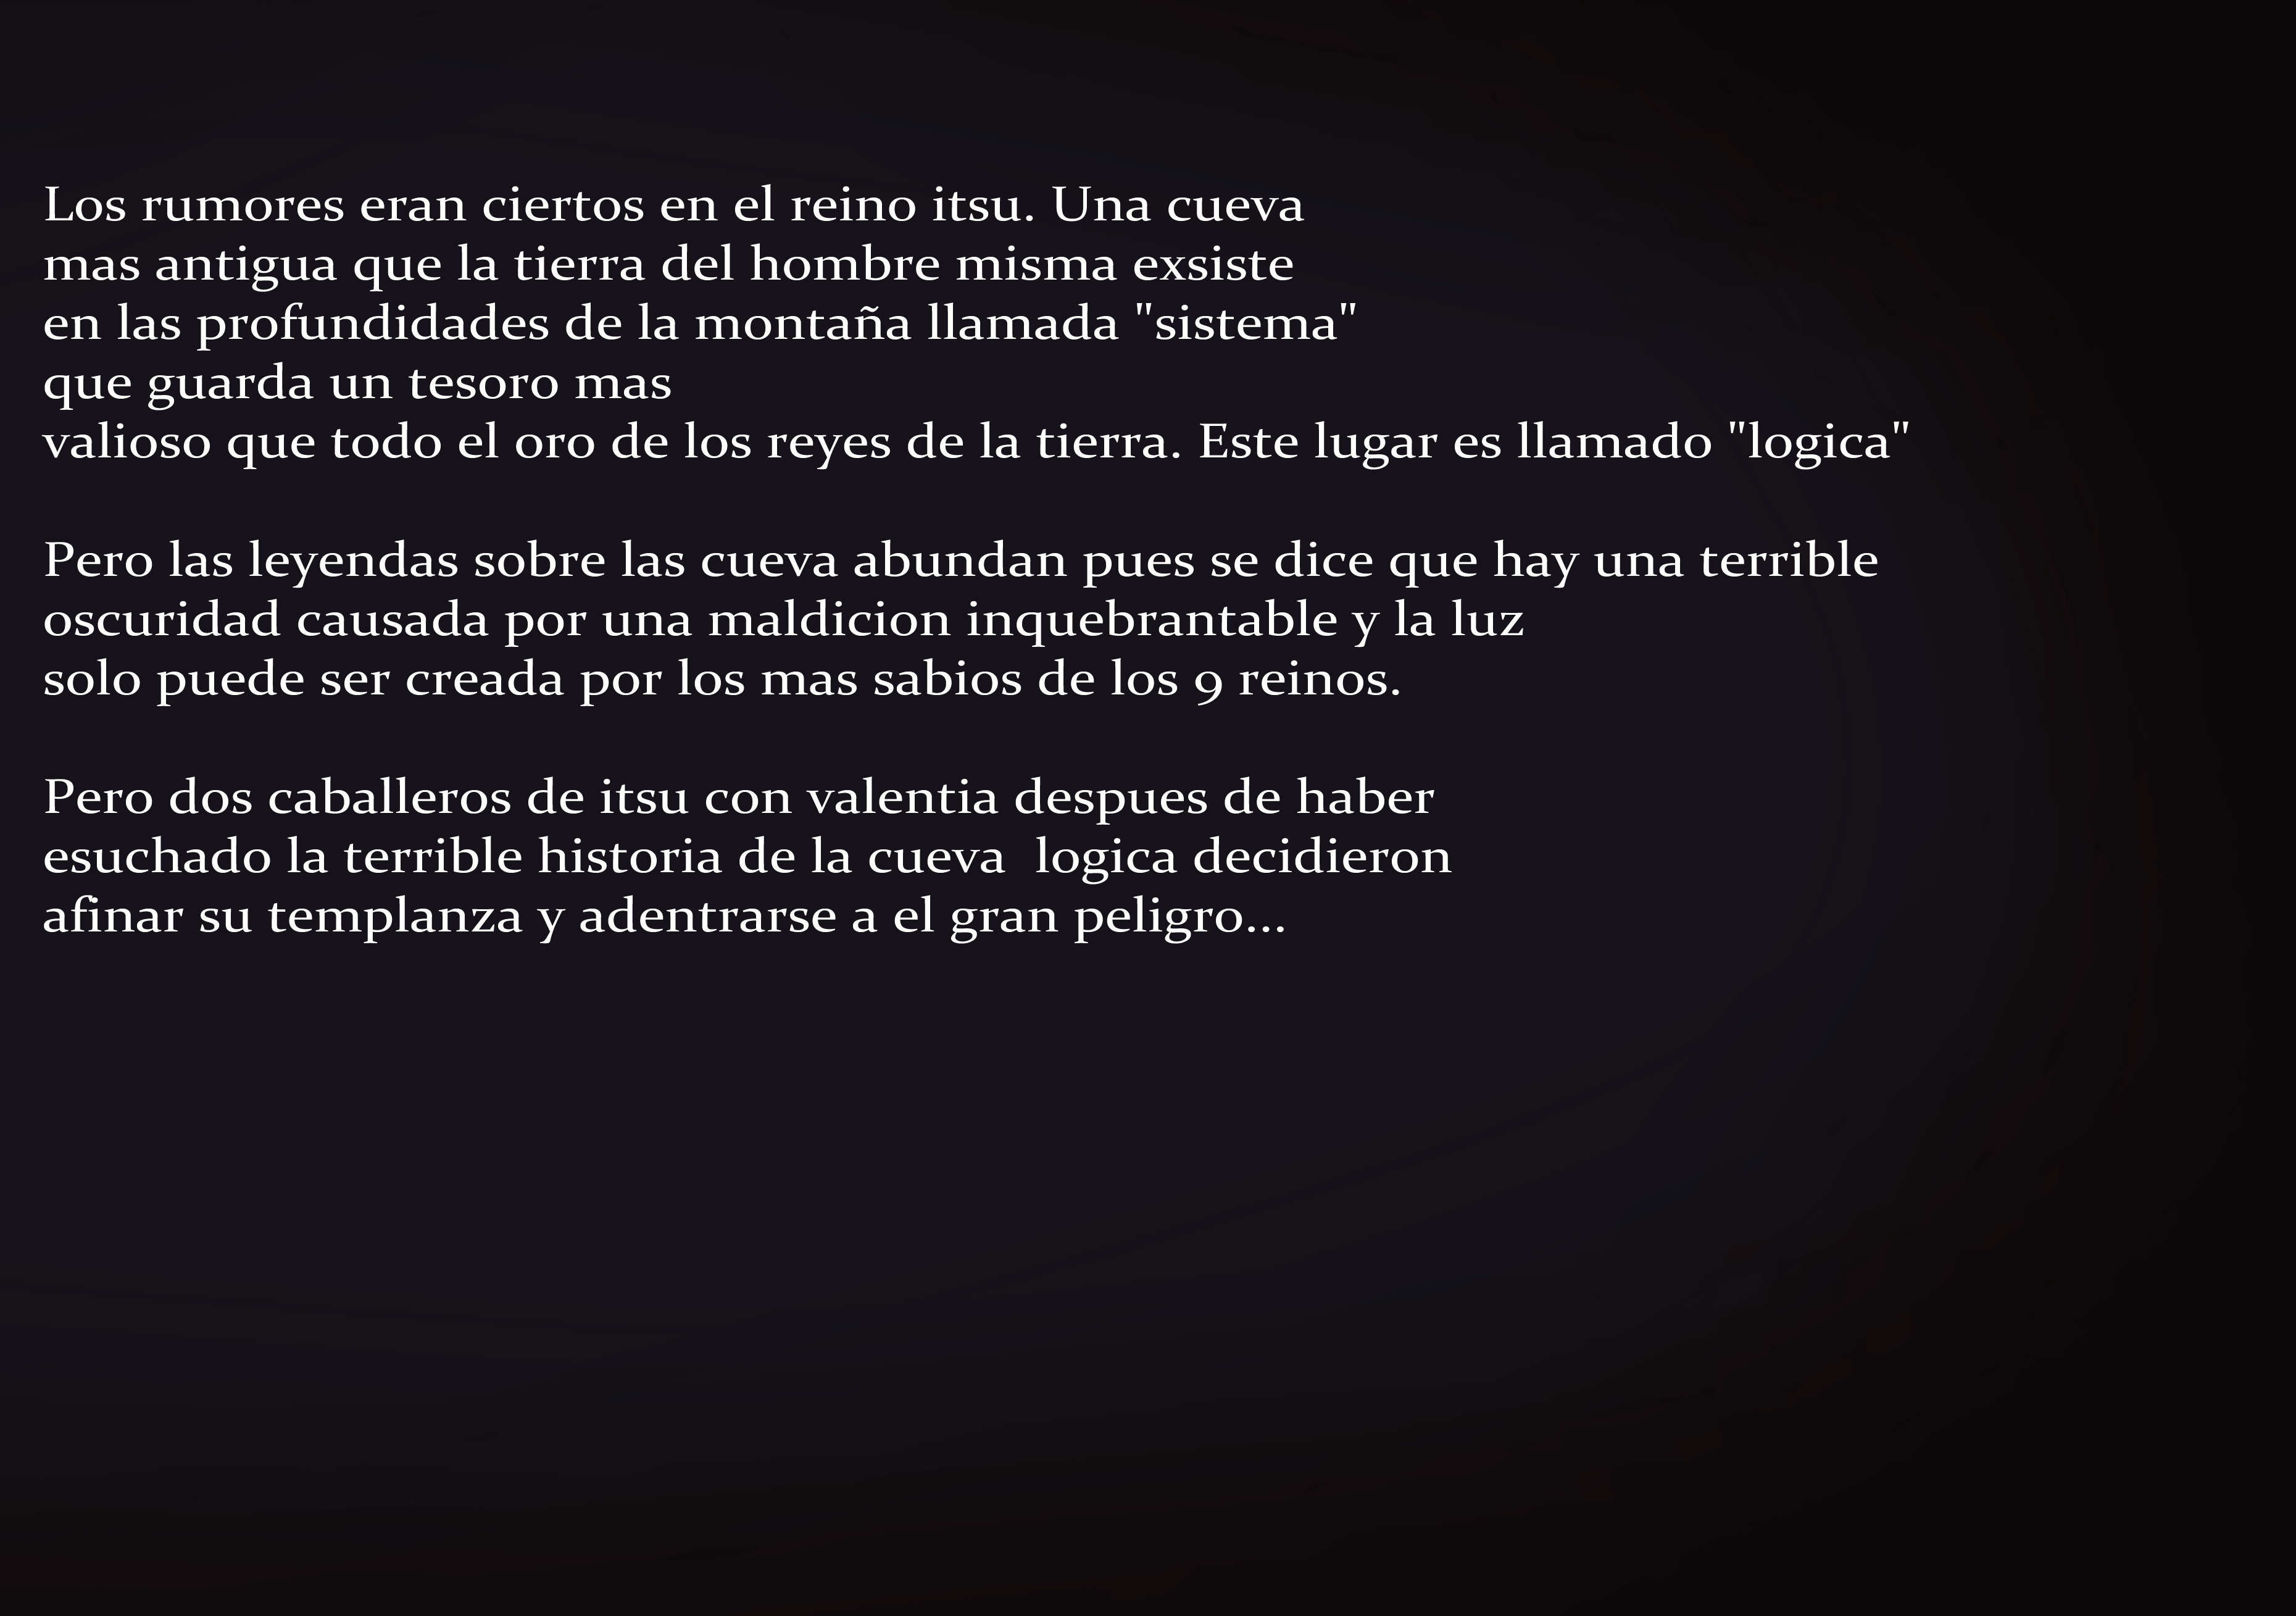 Los rumores eran ciertos en el reino itsu. Una cueva
mas antigua que la tierra del hombre misma exsiste
en las profundidades de la montaña llamada "sistema"
que guarda un tesoro mas
valioso que todo el oro de los reyes de la tierra. Este lugar es llamado "logica"

Pero las leyendas sobre las cueva abundan pues se dice que hay una terrible
oscuridad causada por una maldicion inquebrantable y la luz
solo puede ser creada por los mas sabios de los 9 reinos.

Pero dos caballeros de itsu con valentia despues de haber
esuchado la terrible historia de la cueva  logica decidieron
afinar su templanza y adentrarse a el gran peligro...